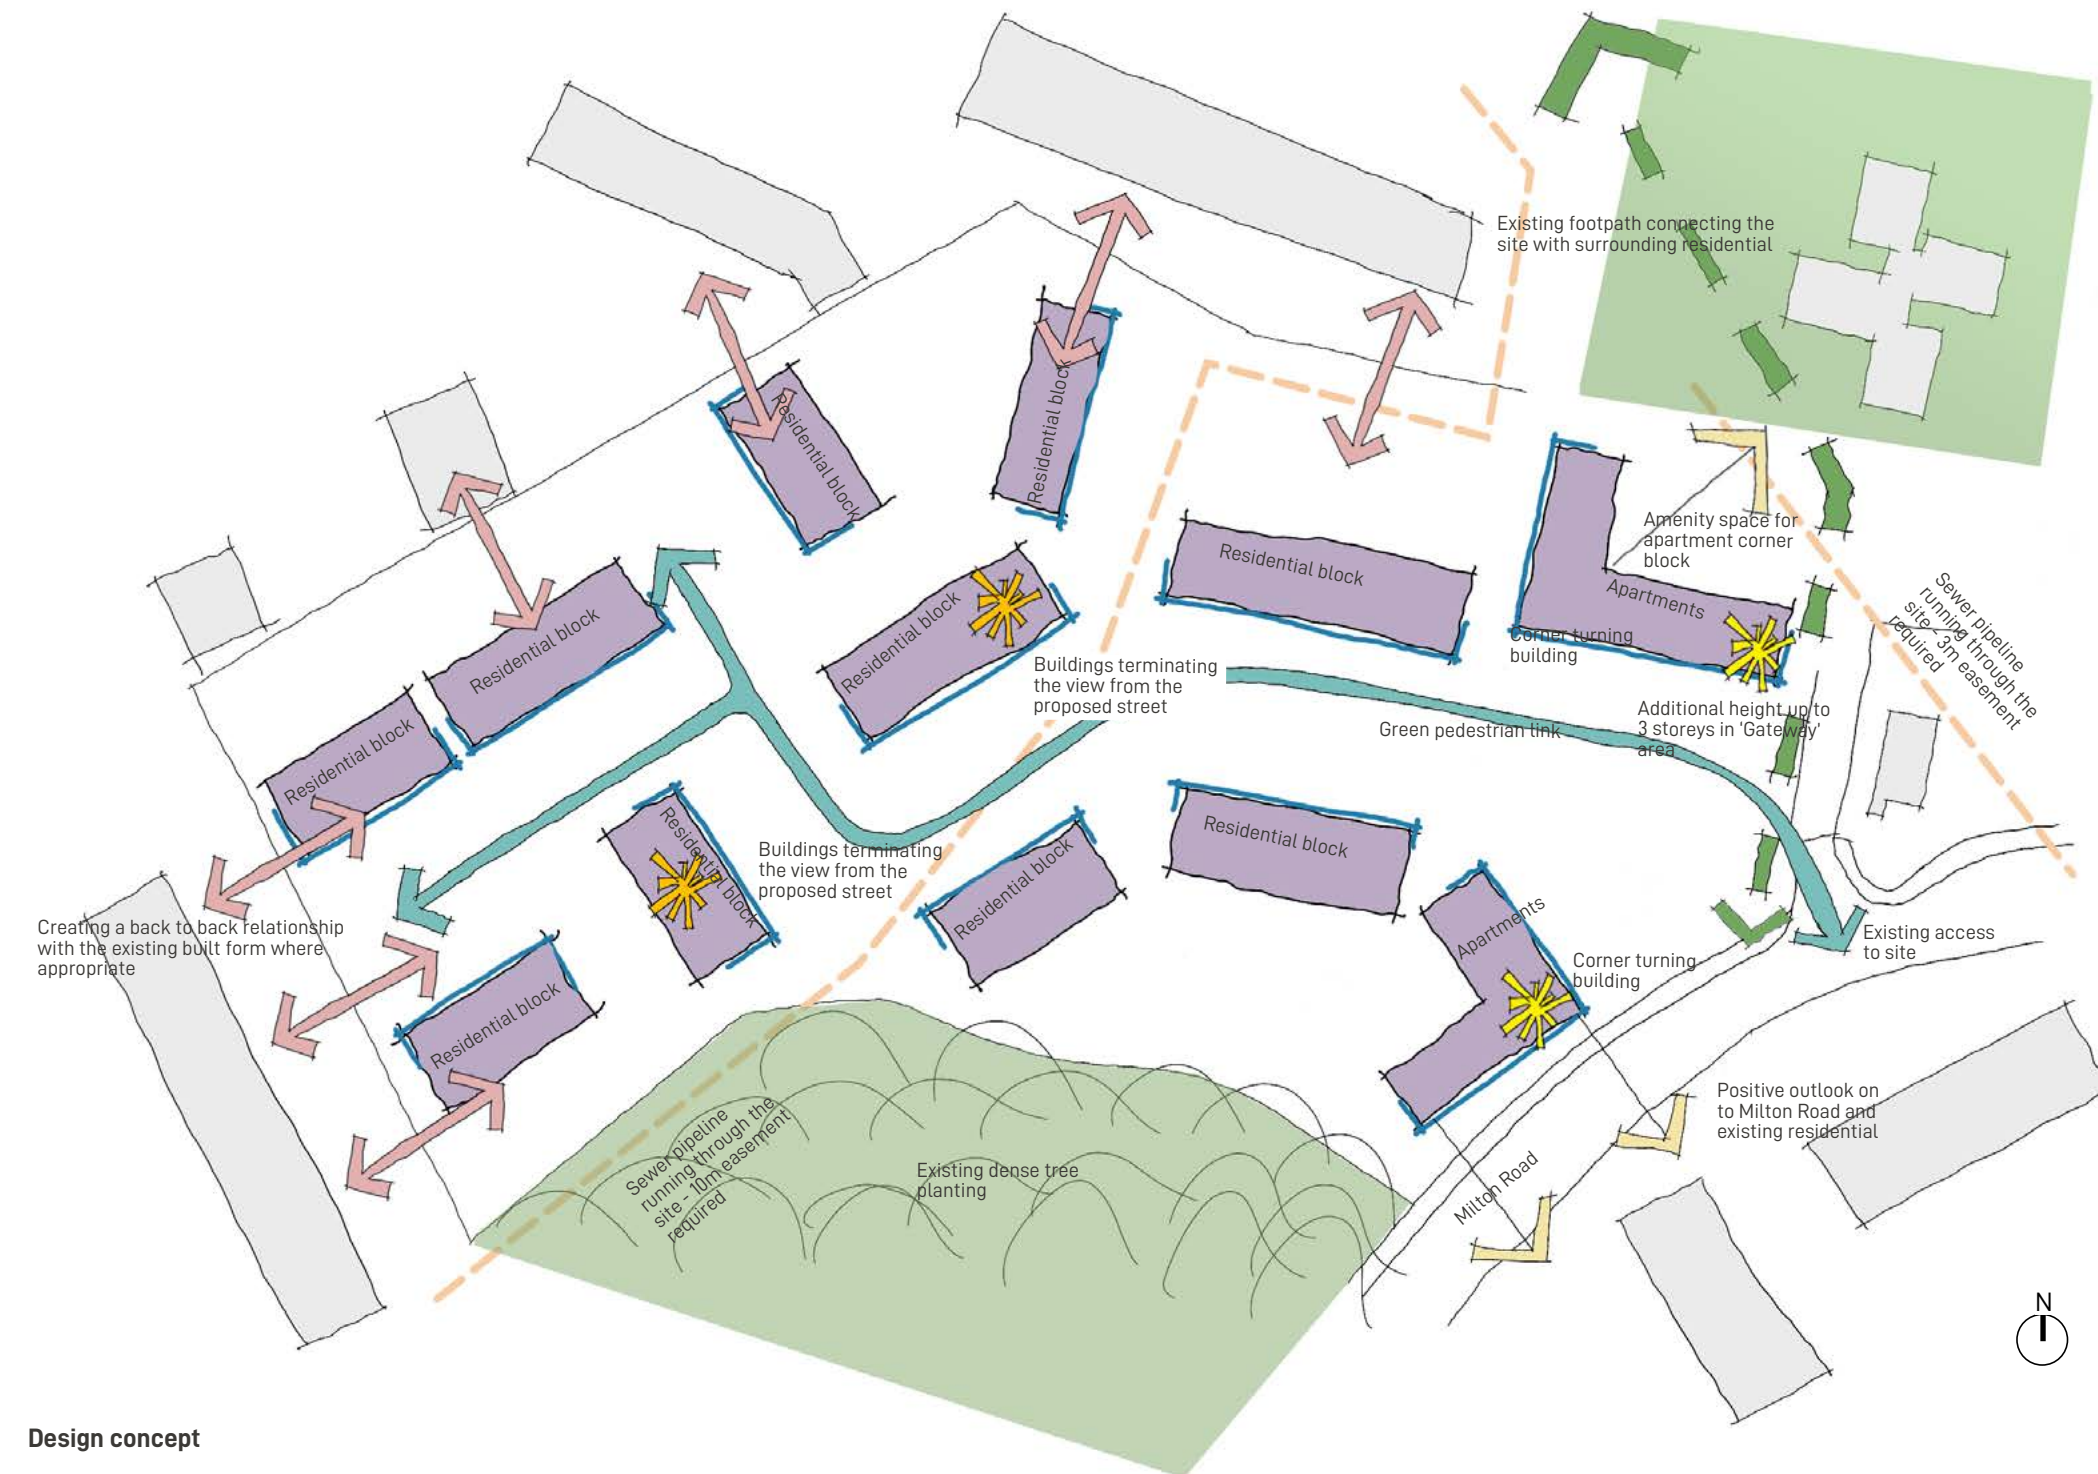 Existing footpath connecting the
site with surrounding residential
Residential block
Residential block
Residential block
Amenity space for
apartment corner
block
Apartments
Corner turning
building
Sewer pipeline
running through the
site - 3m easement
required
Residential block
Residential block
Buildings terminating
the view from the
proposed street
Green pedestrian link
Additional height up to
3 storeys in 'Gateway'
area
Residential block
Residential block
Buildings terminating
the view from the
proposed street
Residential block
Residential block
Apartments
Corner turning
building
Existing access
to site
Creating a back to back relationship
with the existing built form where
appropriate
Residential block
Positive outlook on
to Milton Road and
existing residential
Sewer pipeline
running through the
site - 10m easement
required
Existing dense tree
planting
Milton Road
N
Design concept